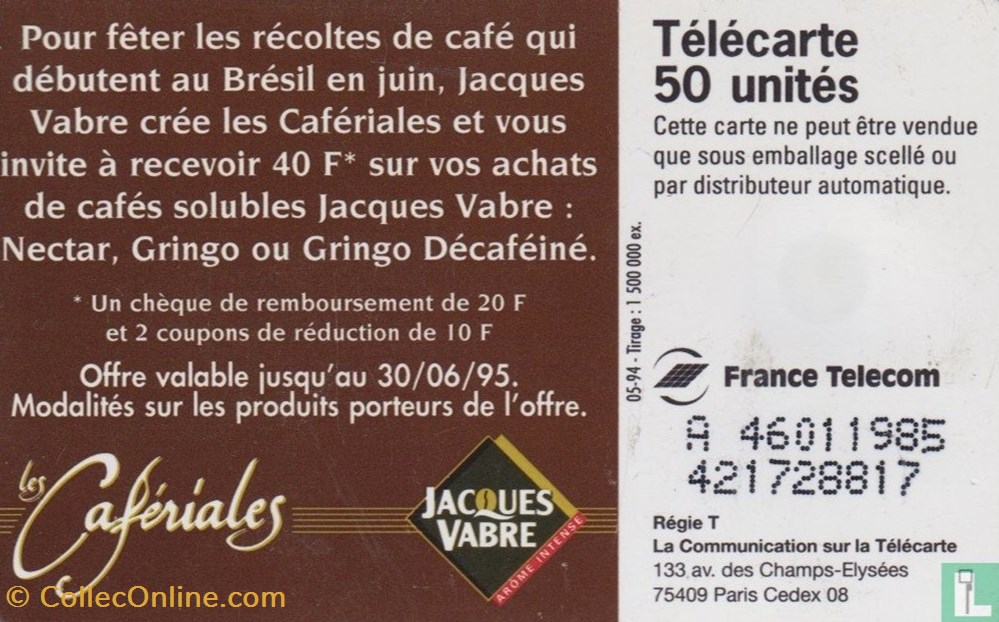 Pour fêter les récoltes de café qui
débutent au Brésil en juin, Jacques
Vabre crée les Cafériales et vous
invite à recevoir 40 F* sur vos achats
de cafés solubles Jacques Vabre :
Nectar, Gringo ou Gringo Décaféiné.
* Un chèque de remboursement de 20 F
et 2 coupons de réduction de 10 F
Offre valable jusqu'au 30/06/95.
Modalités sur les produits porteurs de l'offre.
les
Cafériales
JACQUES
VABRE
ARÔME INTENSE
© CollecOnline.com
05-94 - Tirage : 1 500 000 ex.
Télécarte
50 unités
Cette carte ne peut être vendue
que sous emballage scellé ou
par distributeur automatique.
France Telecom
A 46011985
421728817
Régie T
La Communication sur la Télécarte
133, av. des Champs-Elysées
75409 Paris Cedex 08